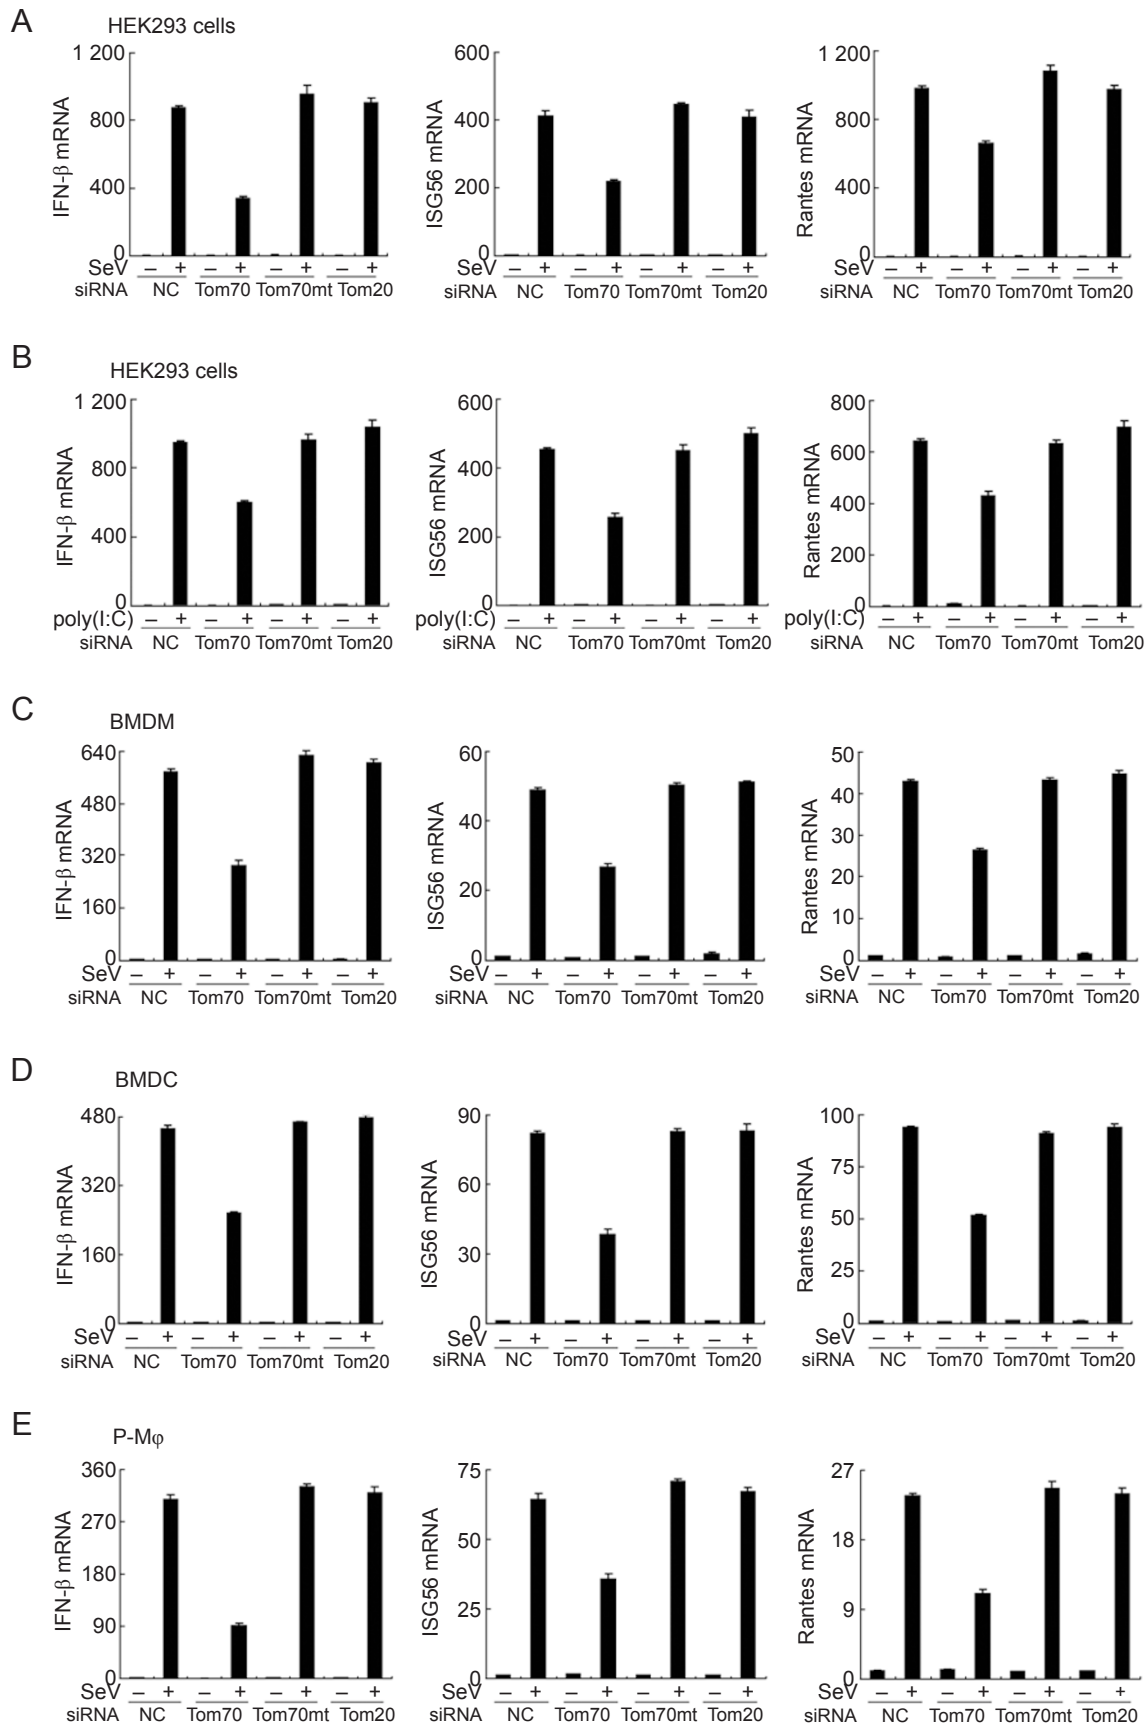 A
HEK293 cells
IFN-β mRNA
1 200
800
400
0
SeV – + – + – + – +
siRNA NC Tom70 Tom70mt Tom20
ISG56 mRNA
600
400
200
0
SeV – + – + – + – +
siRNA NC Tom70 Tom70mt Tom20
Rantes mRNA
1 200
800
400
0
SeV – + – + – + – +
siRNA NC Tom70 Tom70mt Tom20
B
HEK293 cells
IFN-β mRNA
1 200
800
400
0
poly(I:C) – + – + – + – +
siRNA NC Tom70 Tom70mt Tom20
ISG56 mRNA
600
400
200
0
poly(I:C) – + – + – + – +
siRNA NC Tom70 Tom70mt Tom20
Rantes mRNA
800
600
400
200
0
poly(I:C) – + – + – + – +
siRNA NC Tom70 Tom70mt Tom20
C
BMDM
IFN-β mRNA
640
480
320
160
0
SeV – + – + – + – +
siRNA NC Tom70 Tom70mt Tom20
ISG56 mRNA
60
40
20
0
SeV – + – + – + – +
siRNA NC Tom70 Tom70mt Tom20
Rantes mRNA
50
40
30
20
10
0
SeV – + – + – + – +
siRNA NC Tom70 Tom70mt Tom20
D
BMDC
IFN-β mRNA
480
320
160
0
SeV – + – + – + – +
siRNA NC Tom70 Tom70mt Tom20
ISG56 mRNA
90
60
30
0
SeV – + – + – + – +
siRNA NC Tom70 Tom70mt Tom20
Rantes mRNA
100
75
50
25
0
SeV – + – + – + – +
siRNA NC Tom70 Tom70mt Tom20
E
P-Mφ
IFN-β mRNA
360
270
180
90
0
SeV – + – + – + – +
siRNA NC Tom70 Tom70mt Tom20
ISG56 mRNA
75
50
25
0
SeV – + – + – + – +
siRNA NC Tom70 Tom70mt Tom20
Rantes mRNA
27
18
9
0
SeV – + – + – + – +
siRNA NC Tom70 Tom70mt Tom20